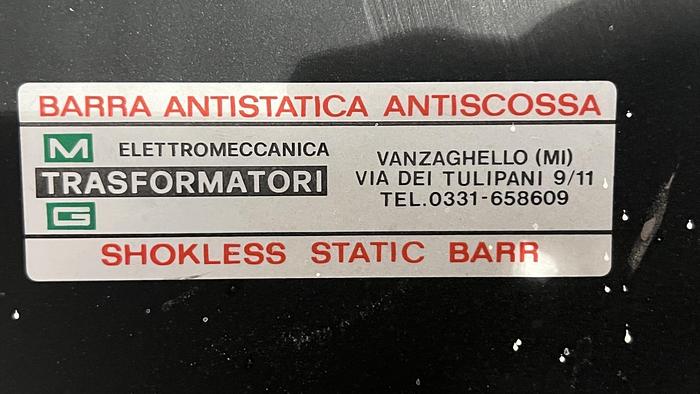 BARRA ANTISTATICA ANTISCOSSA
M ELETTROMECCANICA
TRASFORMATORI
G
VANZAGHELLO (MI)
VIA DEI TULIPANI 9/11
TEL.0331-658609
SHOKLESS STATIC BARR